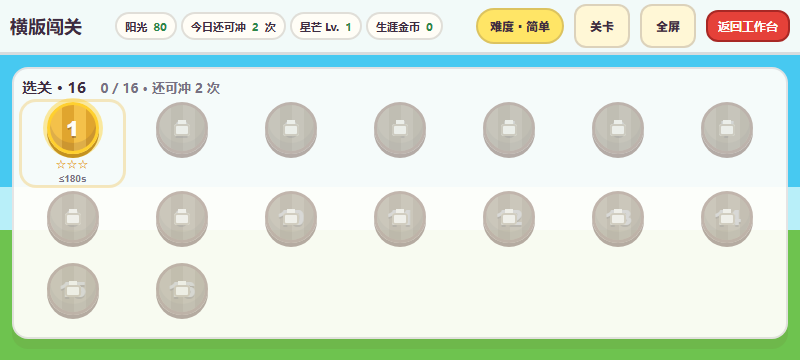 横版闯关
阳光 80
今日还可冲 2 次
星芒 Lv. 1
生涯金币 0
难度·简单
关卡
全屏
返回工作台
选关·16 0 / 16·还可冲 2 次
1
☆☆☆
≤180s